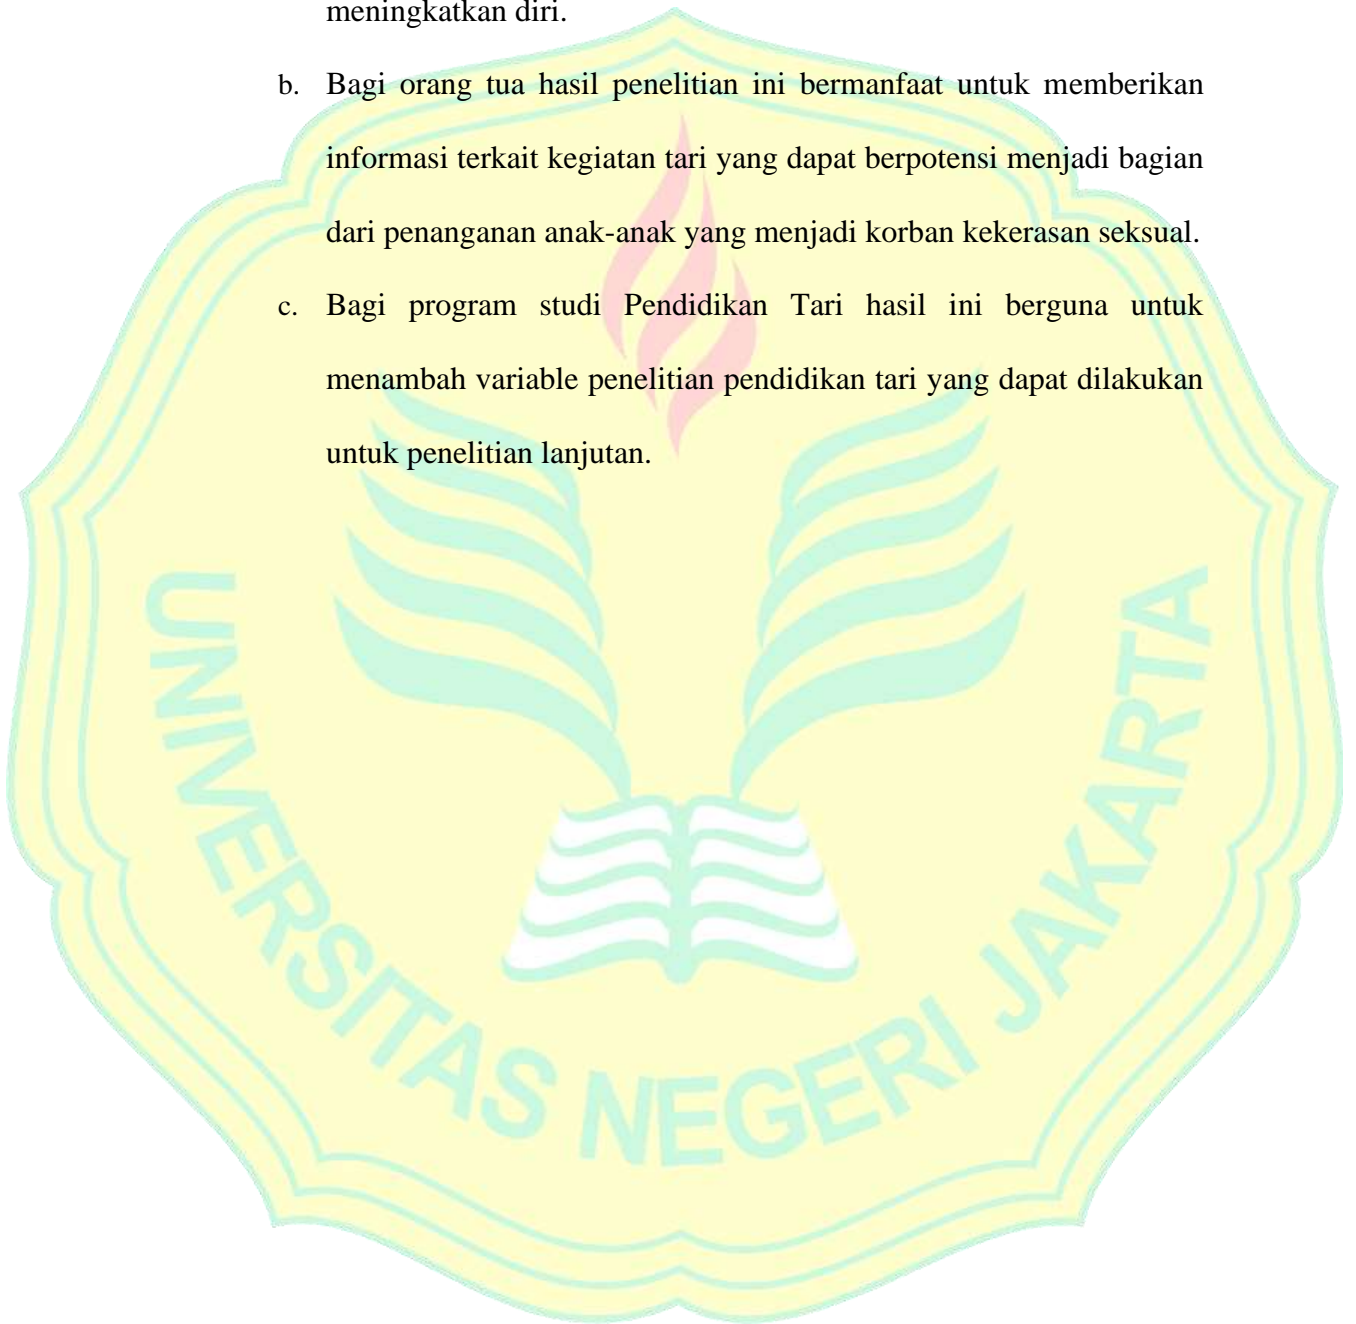 meningkatkan diri.
b. Bagi orang tua hasil penelitian ini bermanfaat untuk memberikan
informasi terkait kegiatan tari yang dapat berpotensi menjadi bagian
dari penanganan anak-anak yang menjadi korban kekerasan seksual.
c. Bagi program studi Pendidikan Tari hasil ini berguna untuk
menambah variable penelitian pendidikan tari yang dapat dilakukan
untuk penelitian lanjutan.
UNIVERSITAS NEGERI JAKARTA